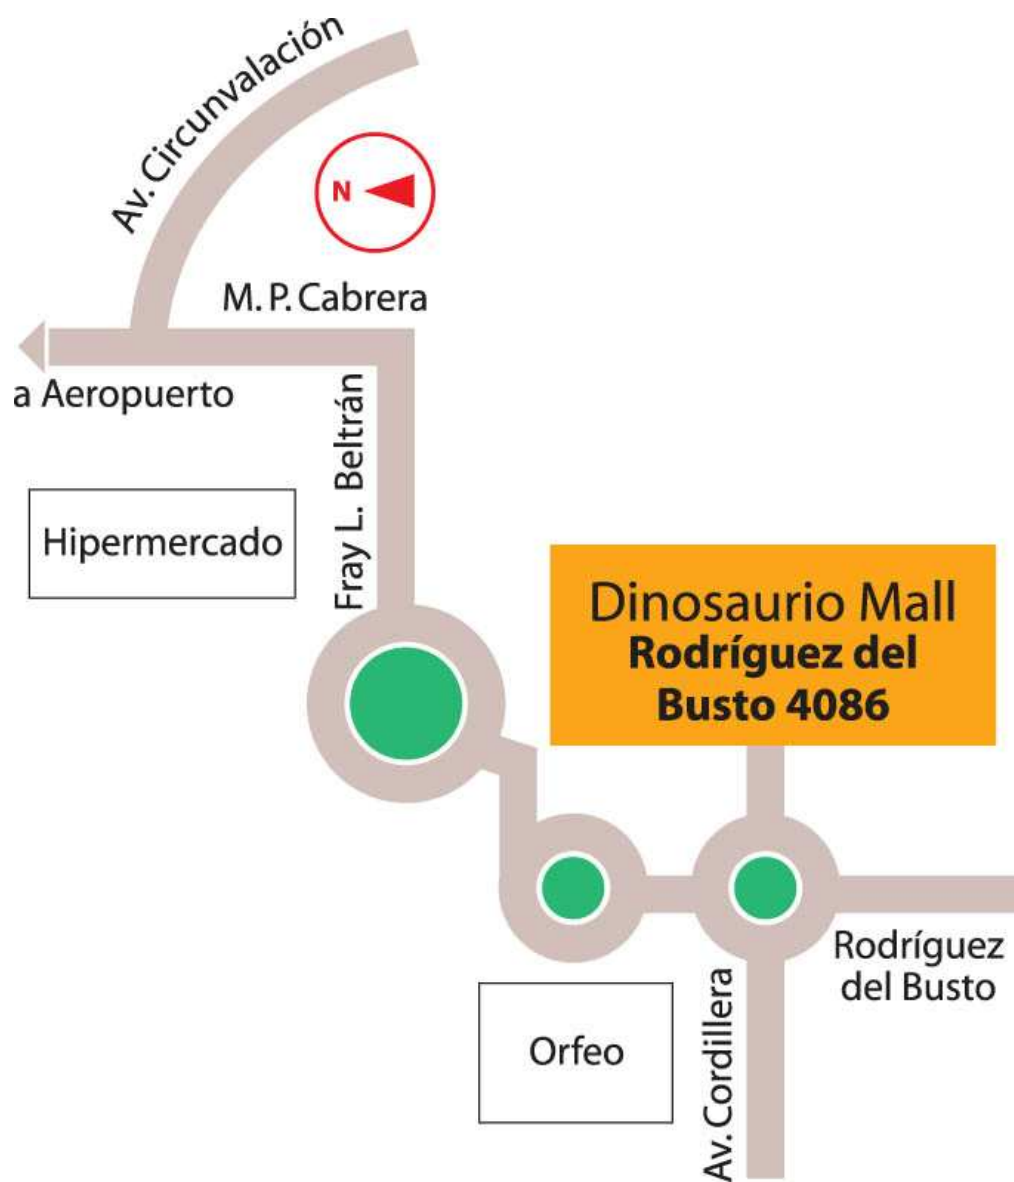 Av. Circunvalación
N
M. P. Cabrera
a Aeropuerto
Fray L. Beltrán
Hipermercado
Dinosaurio Mall
Rodríguez del
Busto 4086
Rodríguez
del Busto
Orfeo
Av. Cordillera